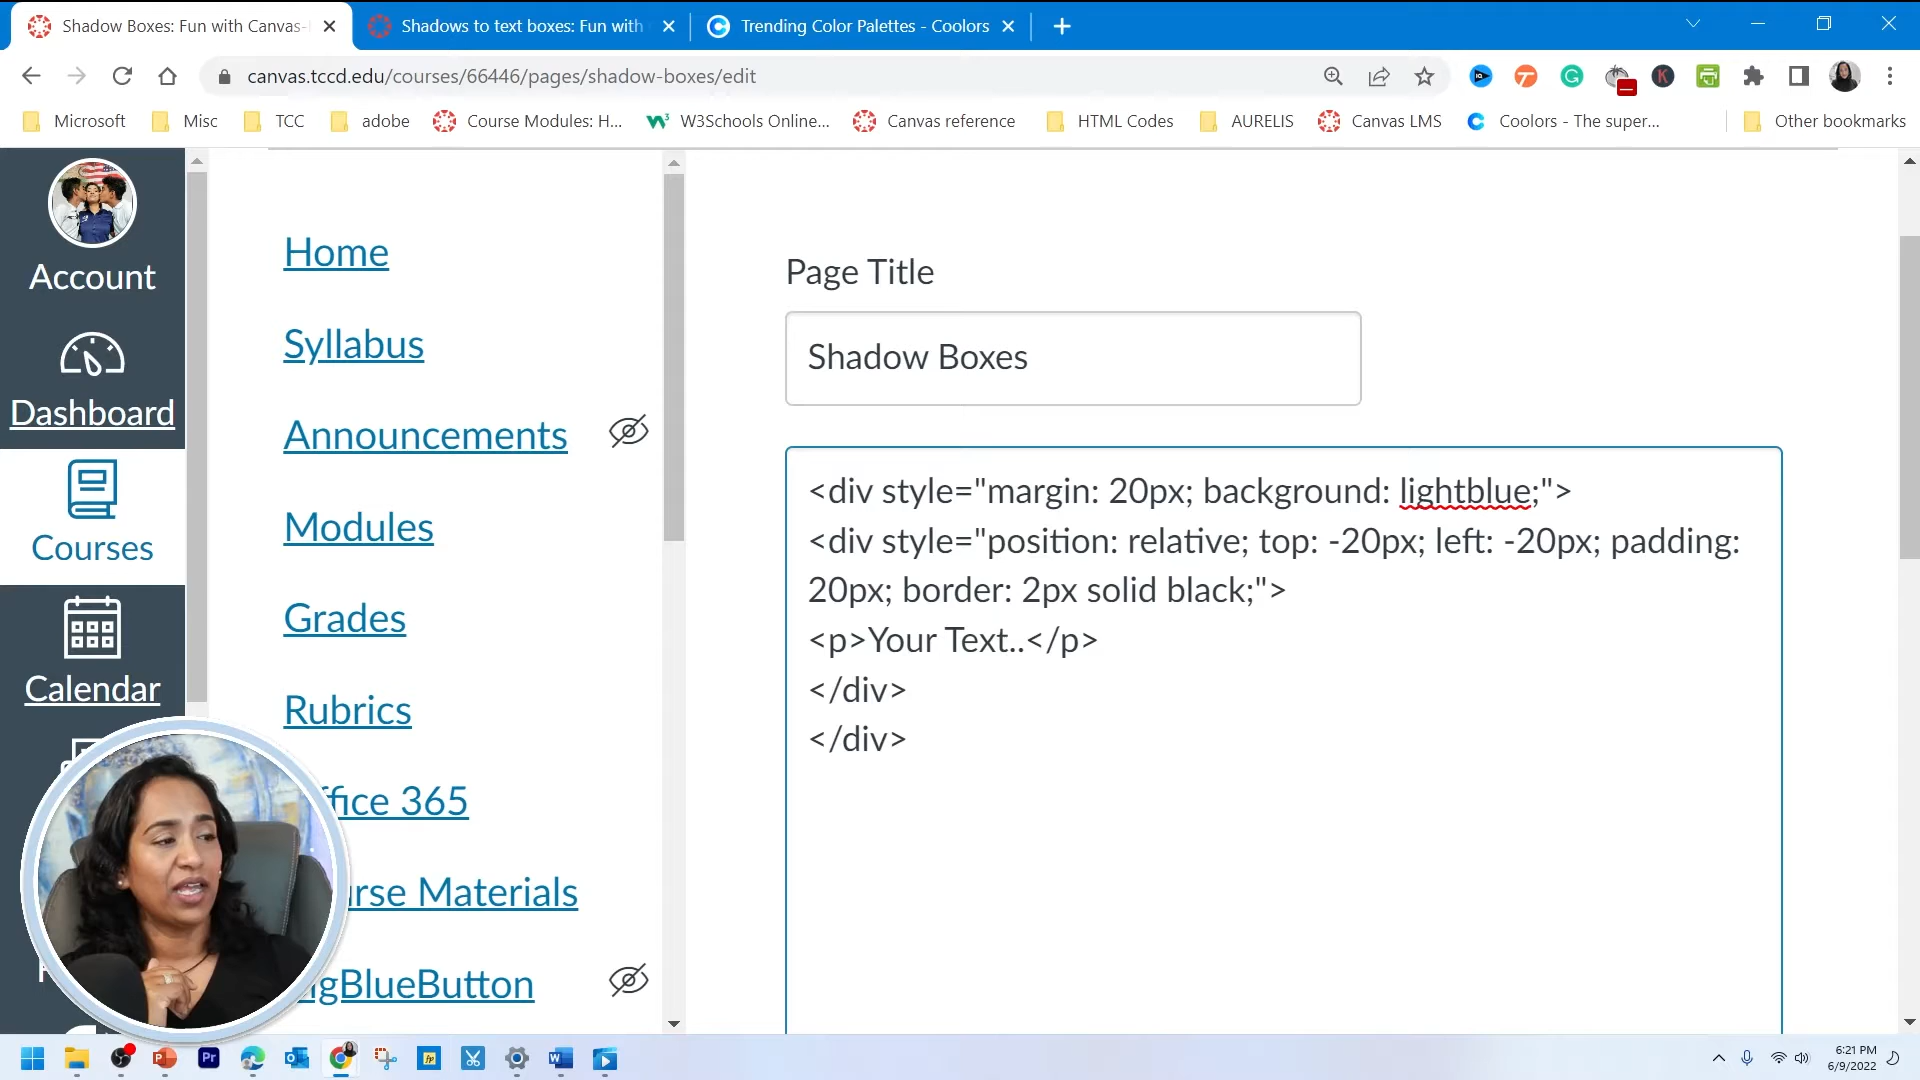 Shadow Boxes: Fun with Canvas-
Shadows to text boxes: Fun with
Trending Color Palettes - Coolors
canvas.tccd.edu/courses/66446/pages/shadow-boxes/edit
Microsoft
Misc
TCC
adobe
Course Modules: H...
W3Schools Online...
Canvas reference
HTML Codes
AURELIS
Canvas LMS
Coolors - The super...
Other bookmarks
Account
Dashboard
Courses
Calendar
Home
Syllabus
Announcements
Modules
Grades
Rubrics
ffice 365
rse Materials
igBlueButton
Page Title
Shadow Boxes
<div style="margin: 20px; background: lightblue;">
<div style="position: relative; top: -20px; left: -20px; padding:
20px; border: 2px solid black;">
<p>Your Text..</p>
</div>
</div>
6:21 PM
6/9/2022